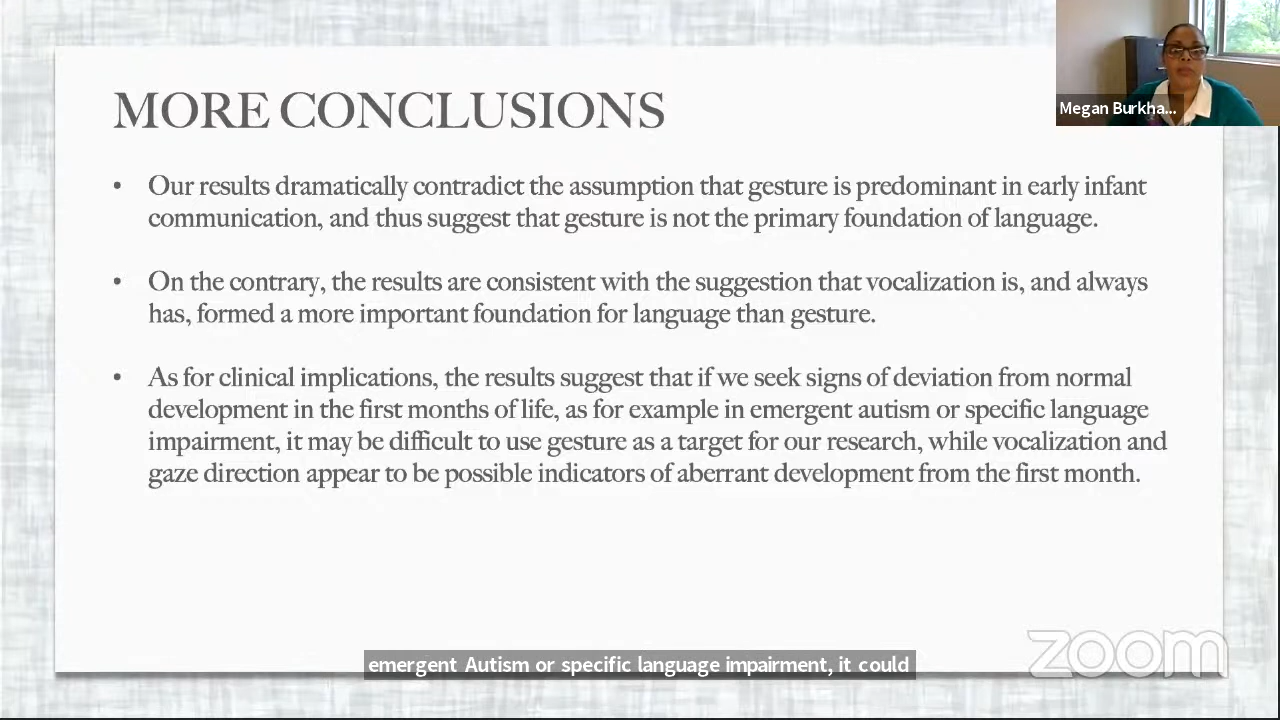 MORE CONCLUSIONS
Megan Burkha...
• Our results dramatically contradict the assumption that gesture is predominant in early infant
communication, and thus suggest that gesture is not the primary foundation of language.
• On the contrary, the results are consistent with the suggestion that vocalization is, and always
has, formed a more important foundation for language than gesture.
• As for clinical implications, the results suggest that if we seek signs of deviation from normal
development in the first months of life, as for example in emergent autism or specific language
impairment, it may be difficult to use gesture as a target for our research, while vocalization and
gaze direction appear to be possible indicators of aberrant development from the first month.
emergent Autism or specific language impairment, it could
zoom